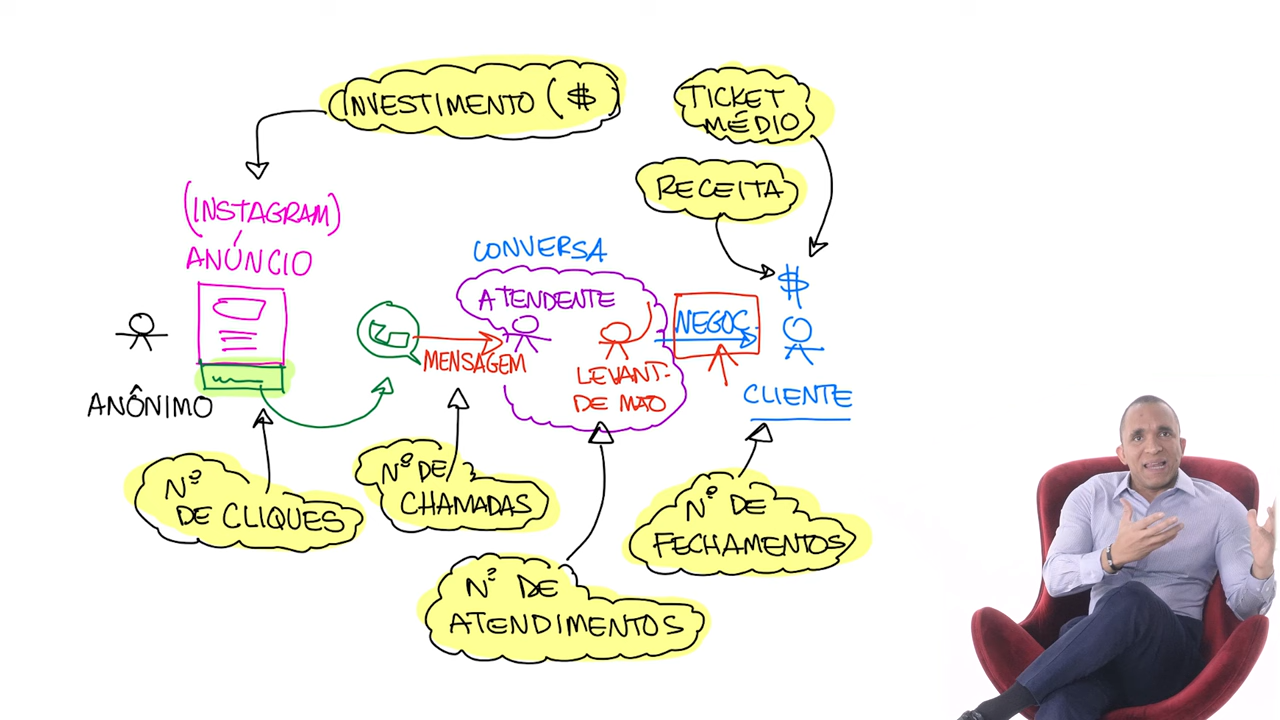 INVESTIMENTO ($
TICKET
MÉDIO
RECEITA
(INSTAGRAM)
ANÚNCIO
CONVERSA
ATENDENTE
$
NEGOC.
MENSAGEM
LEVANT.
DE MÃO
CLIENTE
ANÔNIMO
Nº
DE CLIQUES
Nº DE
CHAMADAS
Nº DE
FECHAMENTOS
Nº DE
ATENDIMENTOS